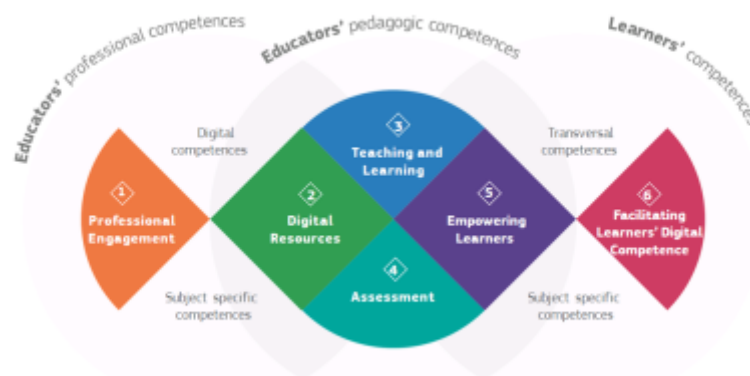 Educators' professional competences
Educators' pedagogic competences
Learners' competences
Digital
competences
Transversal
competences
1
Professional
Engagement
2
Digital
Resources
3
Teaching and
Learning
4
Assessment
5
Empowering
Learners
6
Facilitating
Learners' Digital
Competence
Subject specific
competences
Subject specific
competences